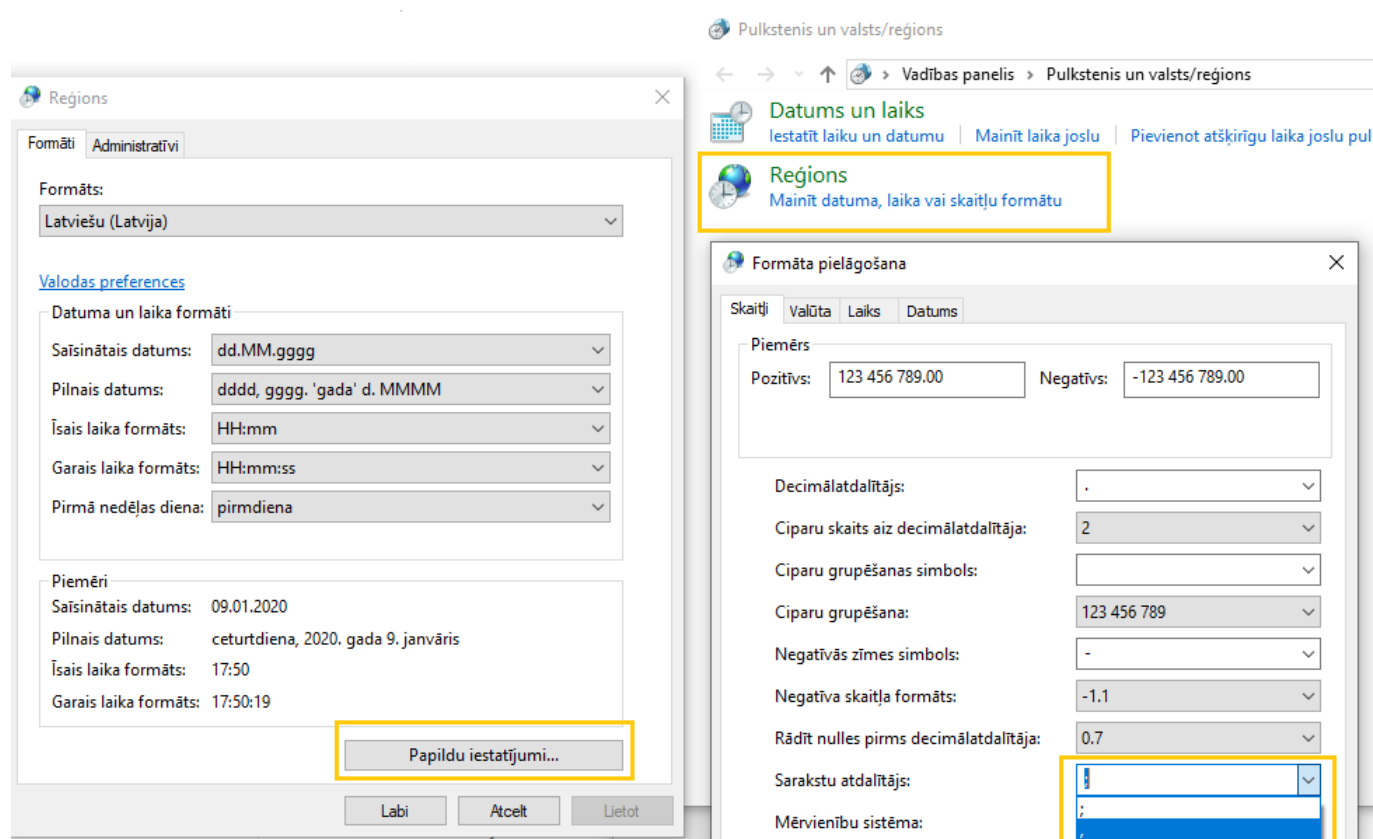 Reģions
Formāti
Administratīvi
Formāts:
Latviešu (Latvija)
Valodas preferences
Datuma un laika formāti
Saīsinātais datums: dd.MM.gggg
Pilnais datums: dddd, gggg. 'gada' d. MMMM
Īsais laika formāts: HH:mm
Garais laika formāts: HH:mm:ss
Pirmā nedēļas diena: pirmdiena
Piemēri
Saīsinātais datums: 09.01.2020
Pilnais datums: ceturtdiena, 2020. gada 9. janvāris
Īsais laika formāts: 17:50
Garais laika formāts: 17:50:19
Papildu iestatījumi...
Labi Atcelt Lietot
Pulkstenis un valsts/reģions
Vadības panelis › Pulkstenis un valsts/reģions
Datums un laiks
Iestatīt laiku un datumu Mainīt laika joslu Pievienot atšķirīgu laika joslu pul
Reģions
Mainīt datuma, laika vai skaitļu formātu
Formāta pielāgošana
Skaitļi Valūta Laiks Datums
Piemērs
Pozitīvs: 123 456 789.00 Negatīvs: -123 456 789.00
Decimālatdalītājs: .
Ciparu skaits aiz decimālatdalītāja: 2
Ciparu grupēšanas simbols:
Ciparu grupēšana: 123 456 789
Negatīvās zīmes simbols: -
Negatīva skaitļa formāts: -1.1
Rādīt nulles pirms decimālatdalītāja: 0.7
Sarakstu atdalītājs: ;
;
Mērvienību sistēma: ,